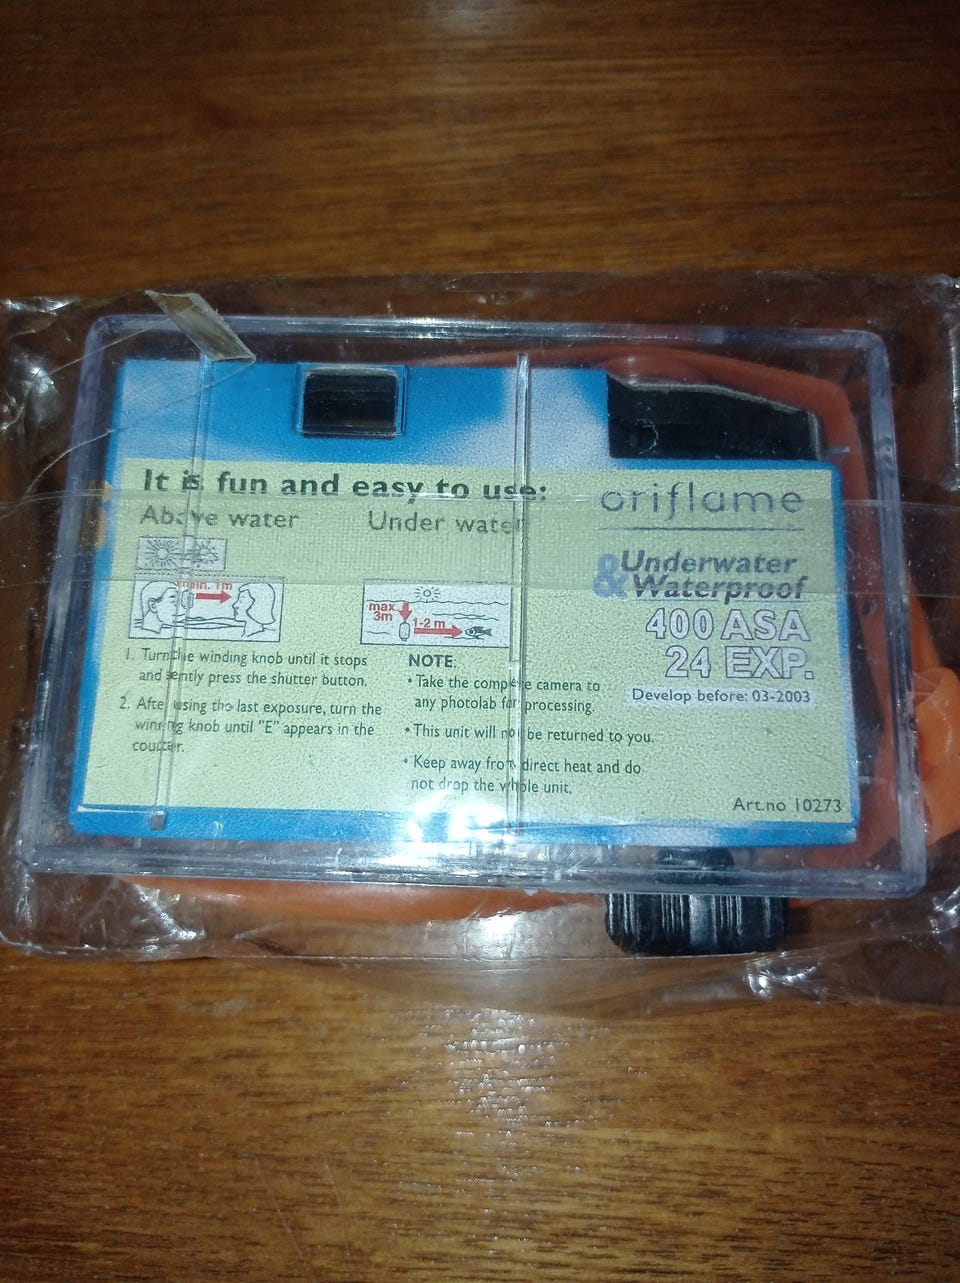 It is fun and easy to use:
Above water
Under water
min. 1m
max.
3m
1-2 m
1. Turn the winding knob until it stops
and gently press the shutter button.
2. After using the last exposure, turn the
winding knob until "E" appears in the
counter.
NOTE:
• Take the complete camera to
any photolab for processing.
• This unit will not be returned to you.
• Keep away from direct heat and do
not drop the whole unit.
oriflame
Underwater
& Waterproof
400 ASA
24 EXP.
Develop before: 03-2003
Art.no 10273